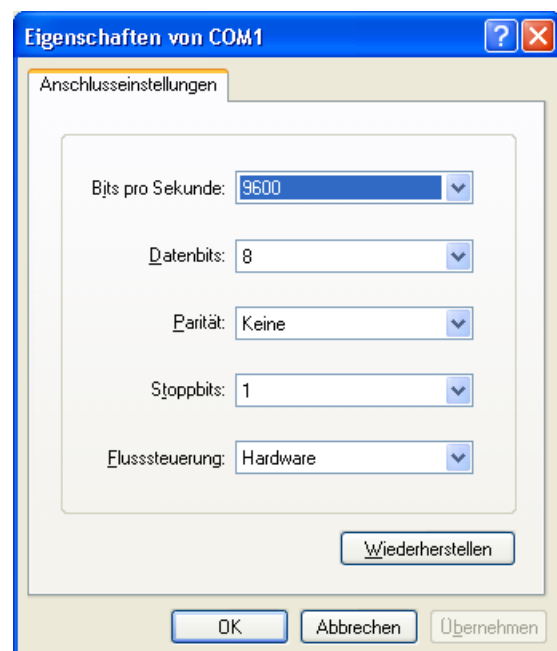 Eigenschaften von COM1
Anschlusseinstellungen
Bits pro Sekunde: 9600
Datenbits: 8
Parität: Keine
Stoppbits: 1
Flusssteuerung: Hardware
Wiederherstellen
OK Abbrechen Übernehmen